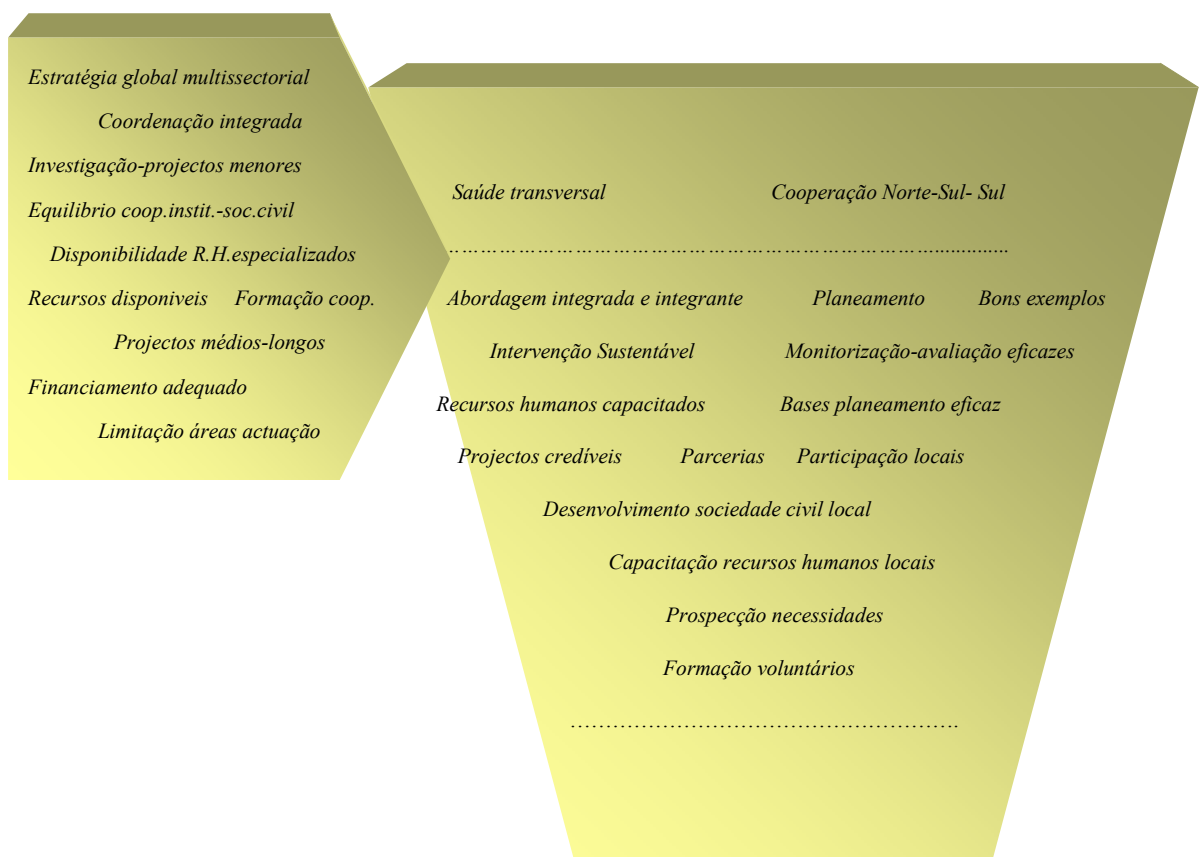 Estratégia global multissectorial
Coordenação integrada
Investigação-projectos menores
Equilibrio coop.instit.-soc.civil
Disponibilidade R.H.especializados
Recursos disponiveis Formação coop.
Projectos médios-longos
Financiamento adequado
Limitação áreas actuação
Saúde transversal Cooperação Norte-Sul- Sul
……………………………………………………………..............
Abordagem integrada e integrante Planeamento Bons exemplos
Intervenção Sustentável Monitorização-avaliação eficazes
Recursos humanos capacitados Bases planeamento eficaz
Projectos credíveis Parcerias Participação locais
Desenvolvimento sociedade civil local
Capacitação recursos humanos locais
Prospecção necessidades
Formação voluntários
……………………………………………….